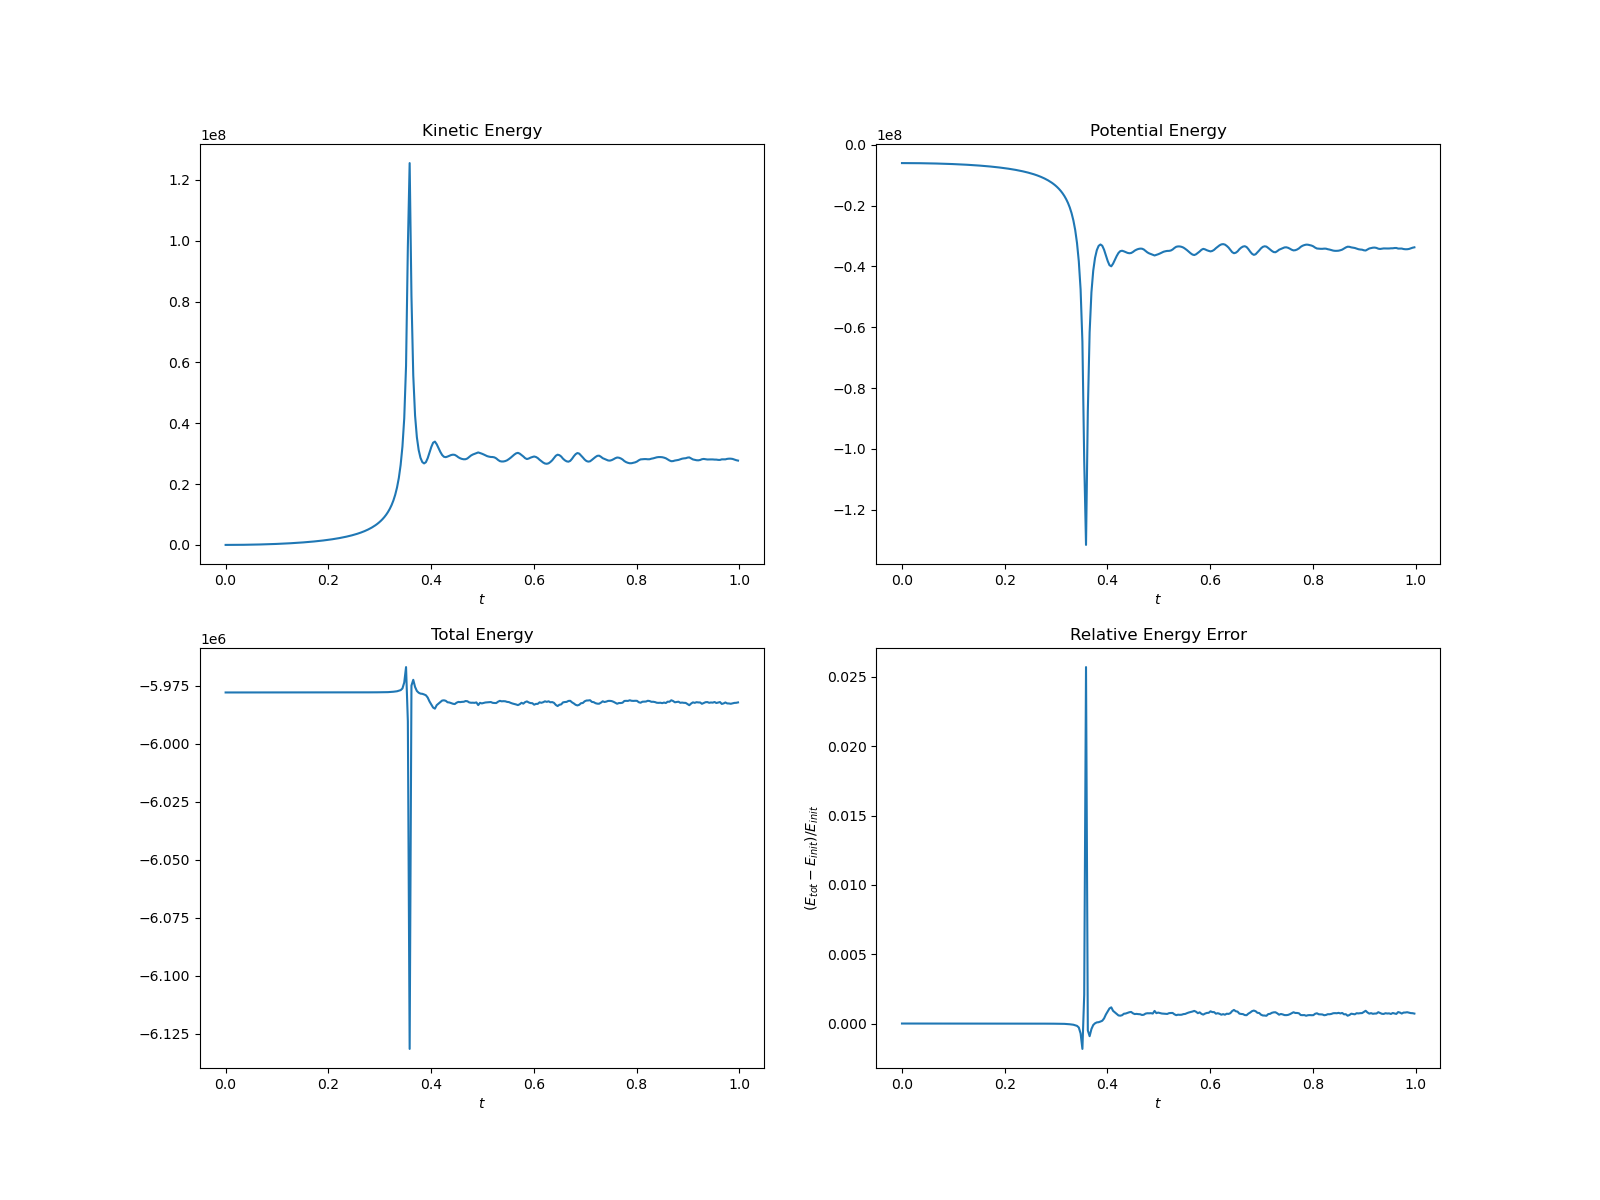 Kinetic Energy
1e8
1.2
1.0
0.8
0.6
0.4
0.2
0.0
0.0 0.2 0.4 0.6 0.8 1.0
t
Potential Energy
1e8
0.0
−0.2
−0.4
−0.6
−0.8
−1.0
−1.2
0.0 0.2 0.4 0.6 0.8 1.0
t
Total Energy
1e6
−5.975
−6.000
−6.025
−6.050
−6.075
−6.100
−6.125
0.0 0.2 0.4 0.6 0.8 1.0
t
Relative Energy Error
(E_{tot} − E_{init})/E_{init}
0.025
0.020
0.015
0.010
0.005
0.000
0.0 0.2 0.4 0.6 0.8 1.0
t